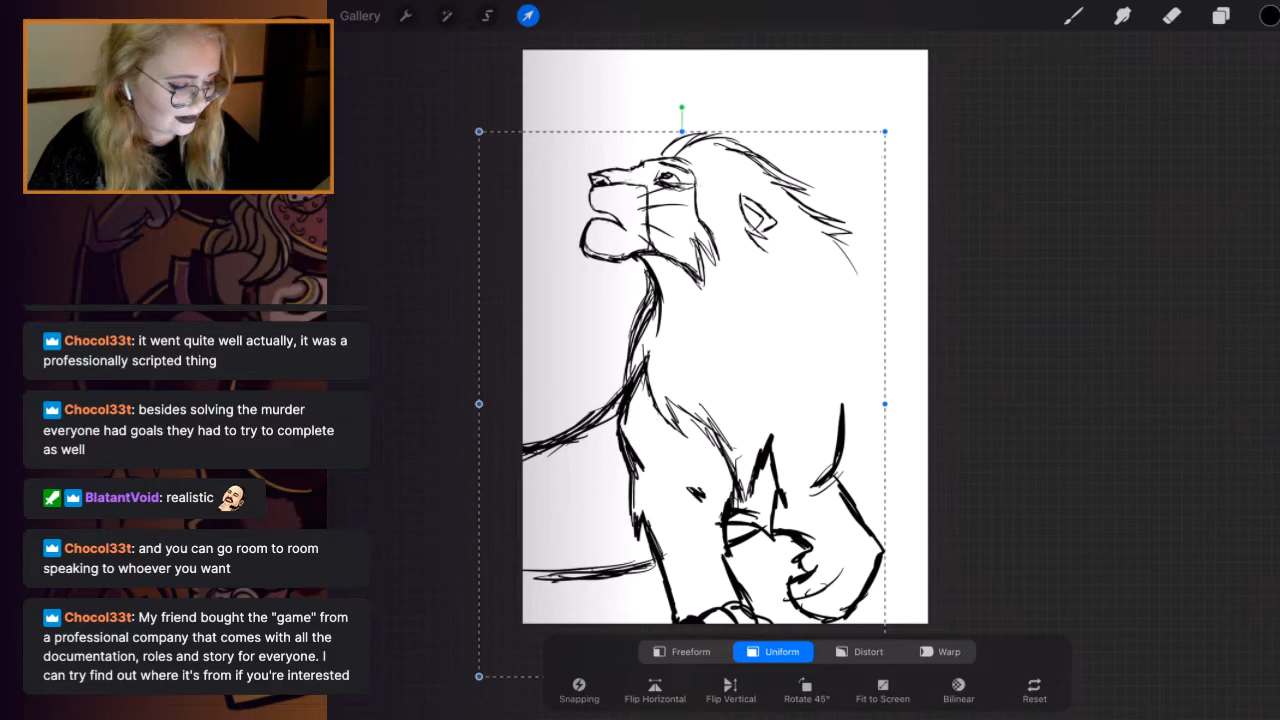 Gallery
Chocol33t: it went quite well actually, it was a
professionally scripted thing
Chocol33t: besides solving the murder
everyone had goals they had to try to complete
as well
BlatantVoid: realistic
Chocol33t: and you can go room to room
speaking to whoever you want
Chocol33t: My friend bought the "game" from
a professional company that comes with all the
documentation, roles and story for everyone. I
can try find out where it's from if you're interested
Freeform
Uniform
Distort
Warp
Snapping
Flip Horizontal
Flip Vertical
Rotate 45°
Fit to Screen
Bilinear
Reset